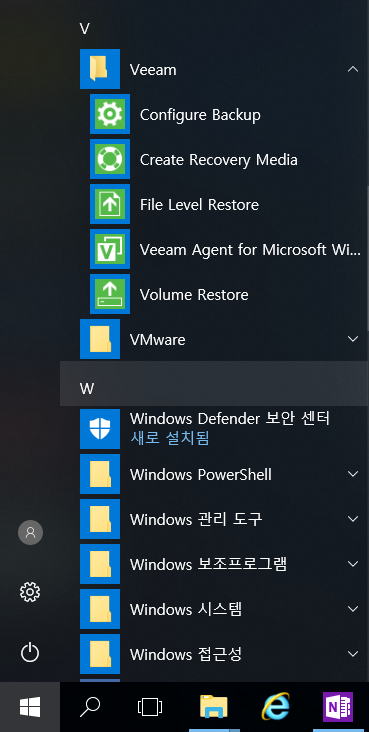 V
Veeam
Configure Backup
Create Recovery Media
File Level Restore
Veeam Agent for Microsoft Wi...
Volume Restore
VMware
W
Windows Defender 보안 센터
새로 설치됨
Windows PowerShell
Windows 관리 도구
Windows 보조프로그램
Windows 시스템
Windows 접근성